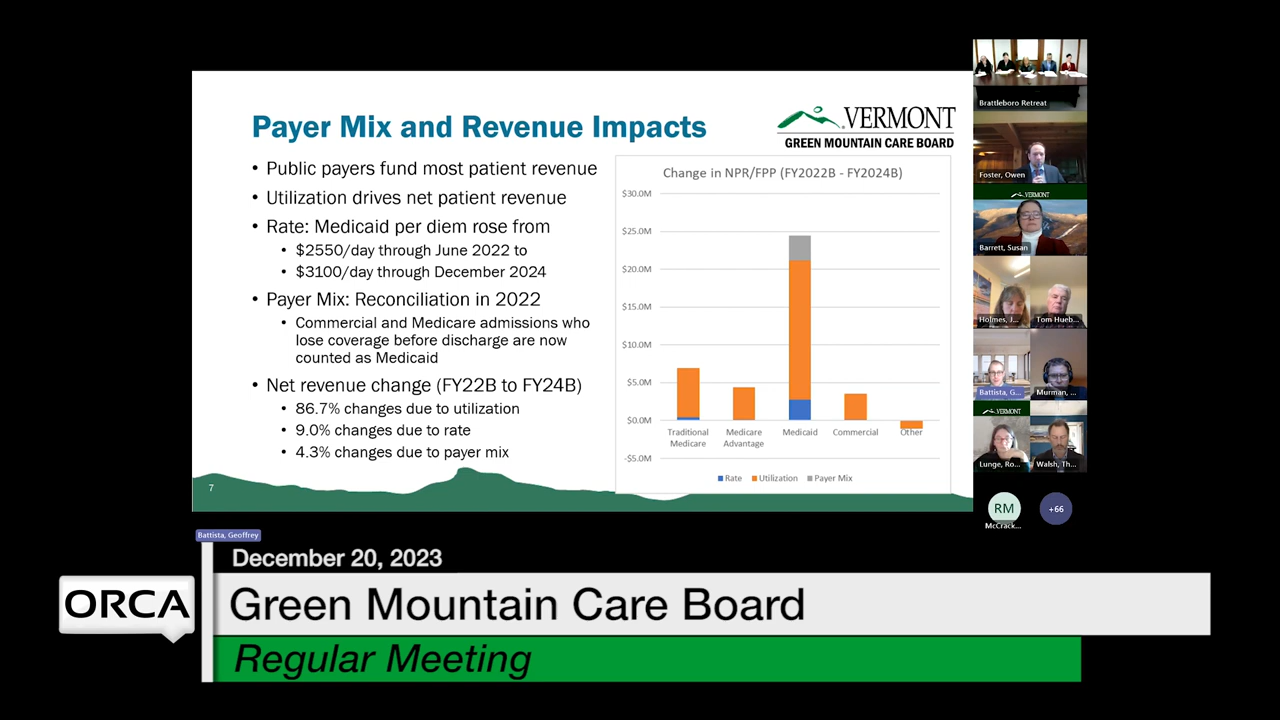 Payer Mix and Revenue Impacts
VERMONT
GREEN MOUNTAIN CARE BOARD
• Public payers fund most patient revenue
• Utilization drives net patient revenue
• Rate: Medicaid per diem rose from
• $2550/day through June 2022 to
• $3100/day through December 2024
• Payer Mix: Reconciliation in 2022
• Commercial and Medicare admissions who
lose coverage before discharge are now
counted as Medicaid
• Net revenue change (FY22B to FY24B)
• 86.7% changes due to utilization
• 9.0% changes due to rate
• 4.3% changes due to payer mix
7
Change in NPR/FPP (FY2022B - FY2024B)
$30.0M
$25.0M
$20.0M
$15.0M
$10.0M
$5.0M
$0.0M
-$5.0M
Traditional
Medicare
Medicare
Advantage
Medicaid
Commercial
Other
Rate
Utilization
Payer Mix
Brattleboro Retreat
Foster, Owen
VERMONT
Barrett, Susan
Holmes, J...
Tom Hueb...
Battista, G...
Murman, ...
VERMONT
Lunge, Ro...
Walsh, Th...
RM
McCrack...
+66
Battista, Geoffrey
December 20, 2023
ORCA
Green Mountain Care Board
Regular Meeting